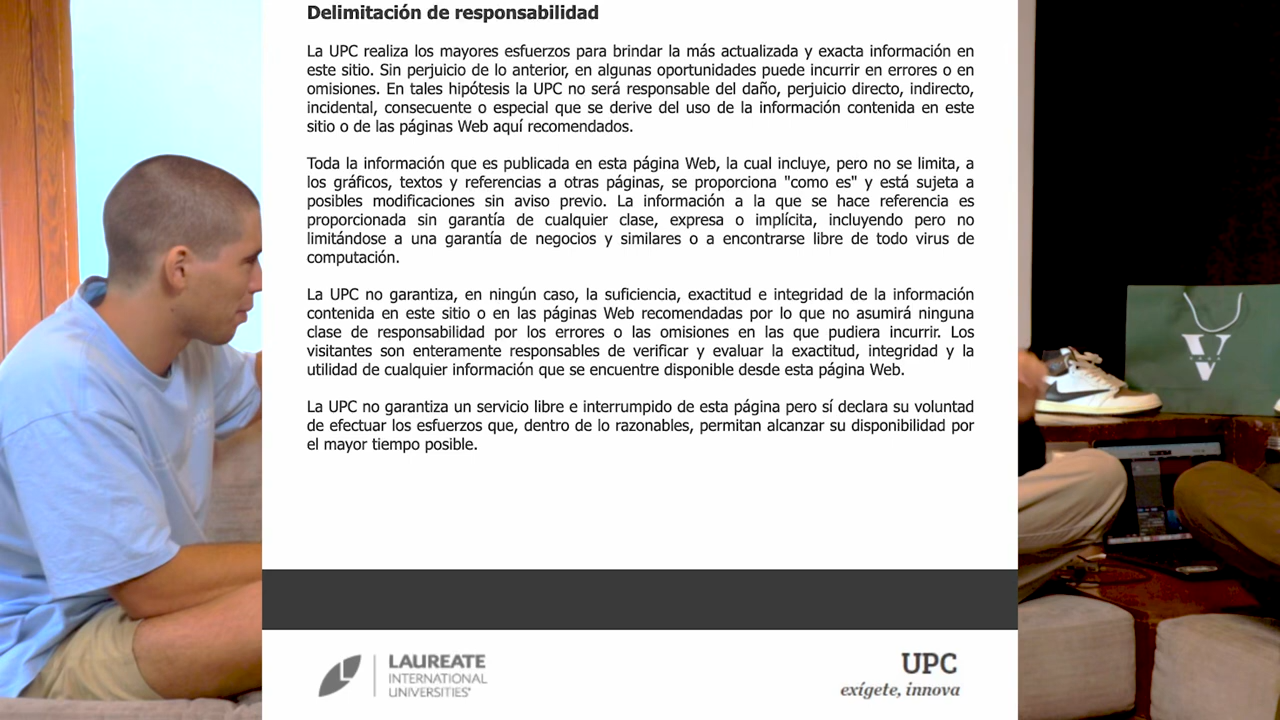 Delimitación de responsabilidad
La UPC realiza los mayores esfuerzos para brindar la más actualizada y exacta información en
este sitio. Sin perjuicio de lo anterior, en algunas oportunidades puede incurrir en errores o en
omisiones. En tales hipótesis la UPC no será responsable del daño, perjuicio directo, indirecto,
incidental, consecuente o especial que se derive del uso de la información contenida en este
sitio o de las páginas Web aquí recomendados.
Toda la información que es publicada en esta página Web, la cual incluye, pero no se limita, a
los gráficos, textos y referencias a otras páginas, se proporciona "como es" y está sujeta a
posibles modificaciones sin aviso previo. La información a la que se hace referencia es
proporcionada sin garantía de cualquier clase, expresa o implícita, incluyendo pero no
limitándose a una garantía de negocios y similares o a encontrarse libre de todo virus de
computación.
La UPC no garantiza, en ningún caso, la suficiencia, exactitud e integridad de la información
contenida en este sitio o en las páginas Web recomendadas por lo que no asumirá ninguna
clase de responsabilidad por los errores o las omisiones en las que pudiera incurrir. Los
visitantes son enteramente responsables de verificar y evaluar la exactitud, integridad y la
utilidad de cualquier información que se encuentre disponible desde esta página Web.
La UPC no garantiza un servicio libre e interrumpido de esta página pero sí declara su voluntad
de efectuar los esfuerzos que, dentro de lo razonables, permitan alcanzar su disponibilidad por
el mayor tiempo posible.
LAUREATE
INTERNATIONAL
UNIVERSITIES
UPC
exígete, innova
V